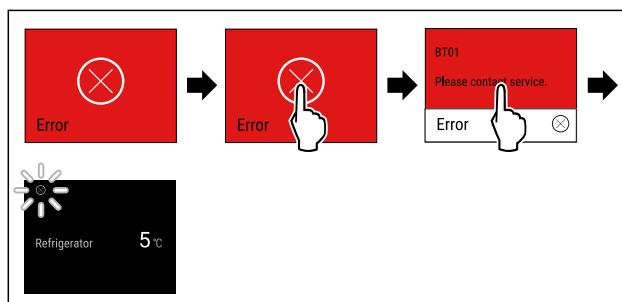 Error
Error
BT01
Please contact service.
Error
Refrigerator 5 °C